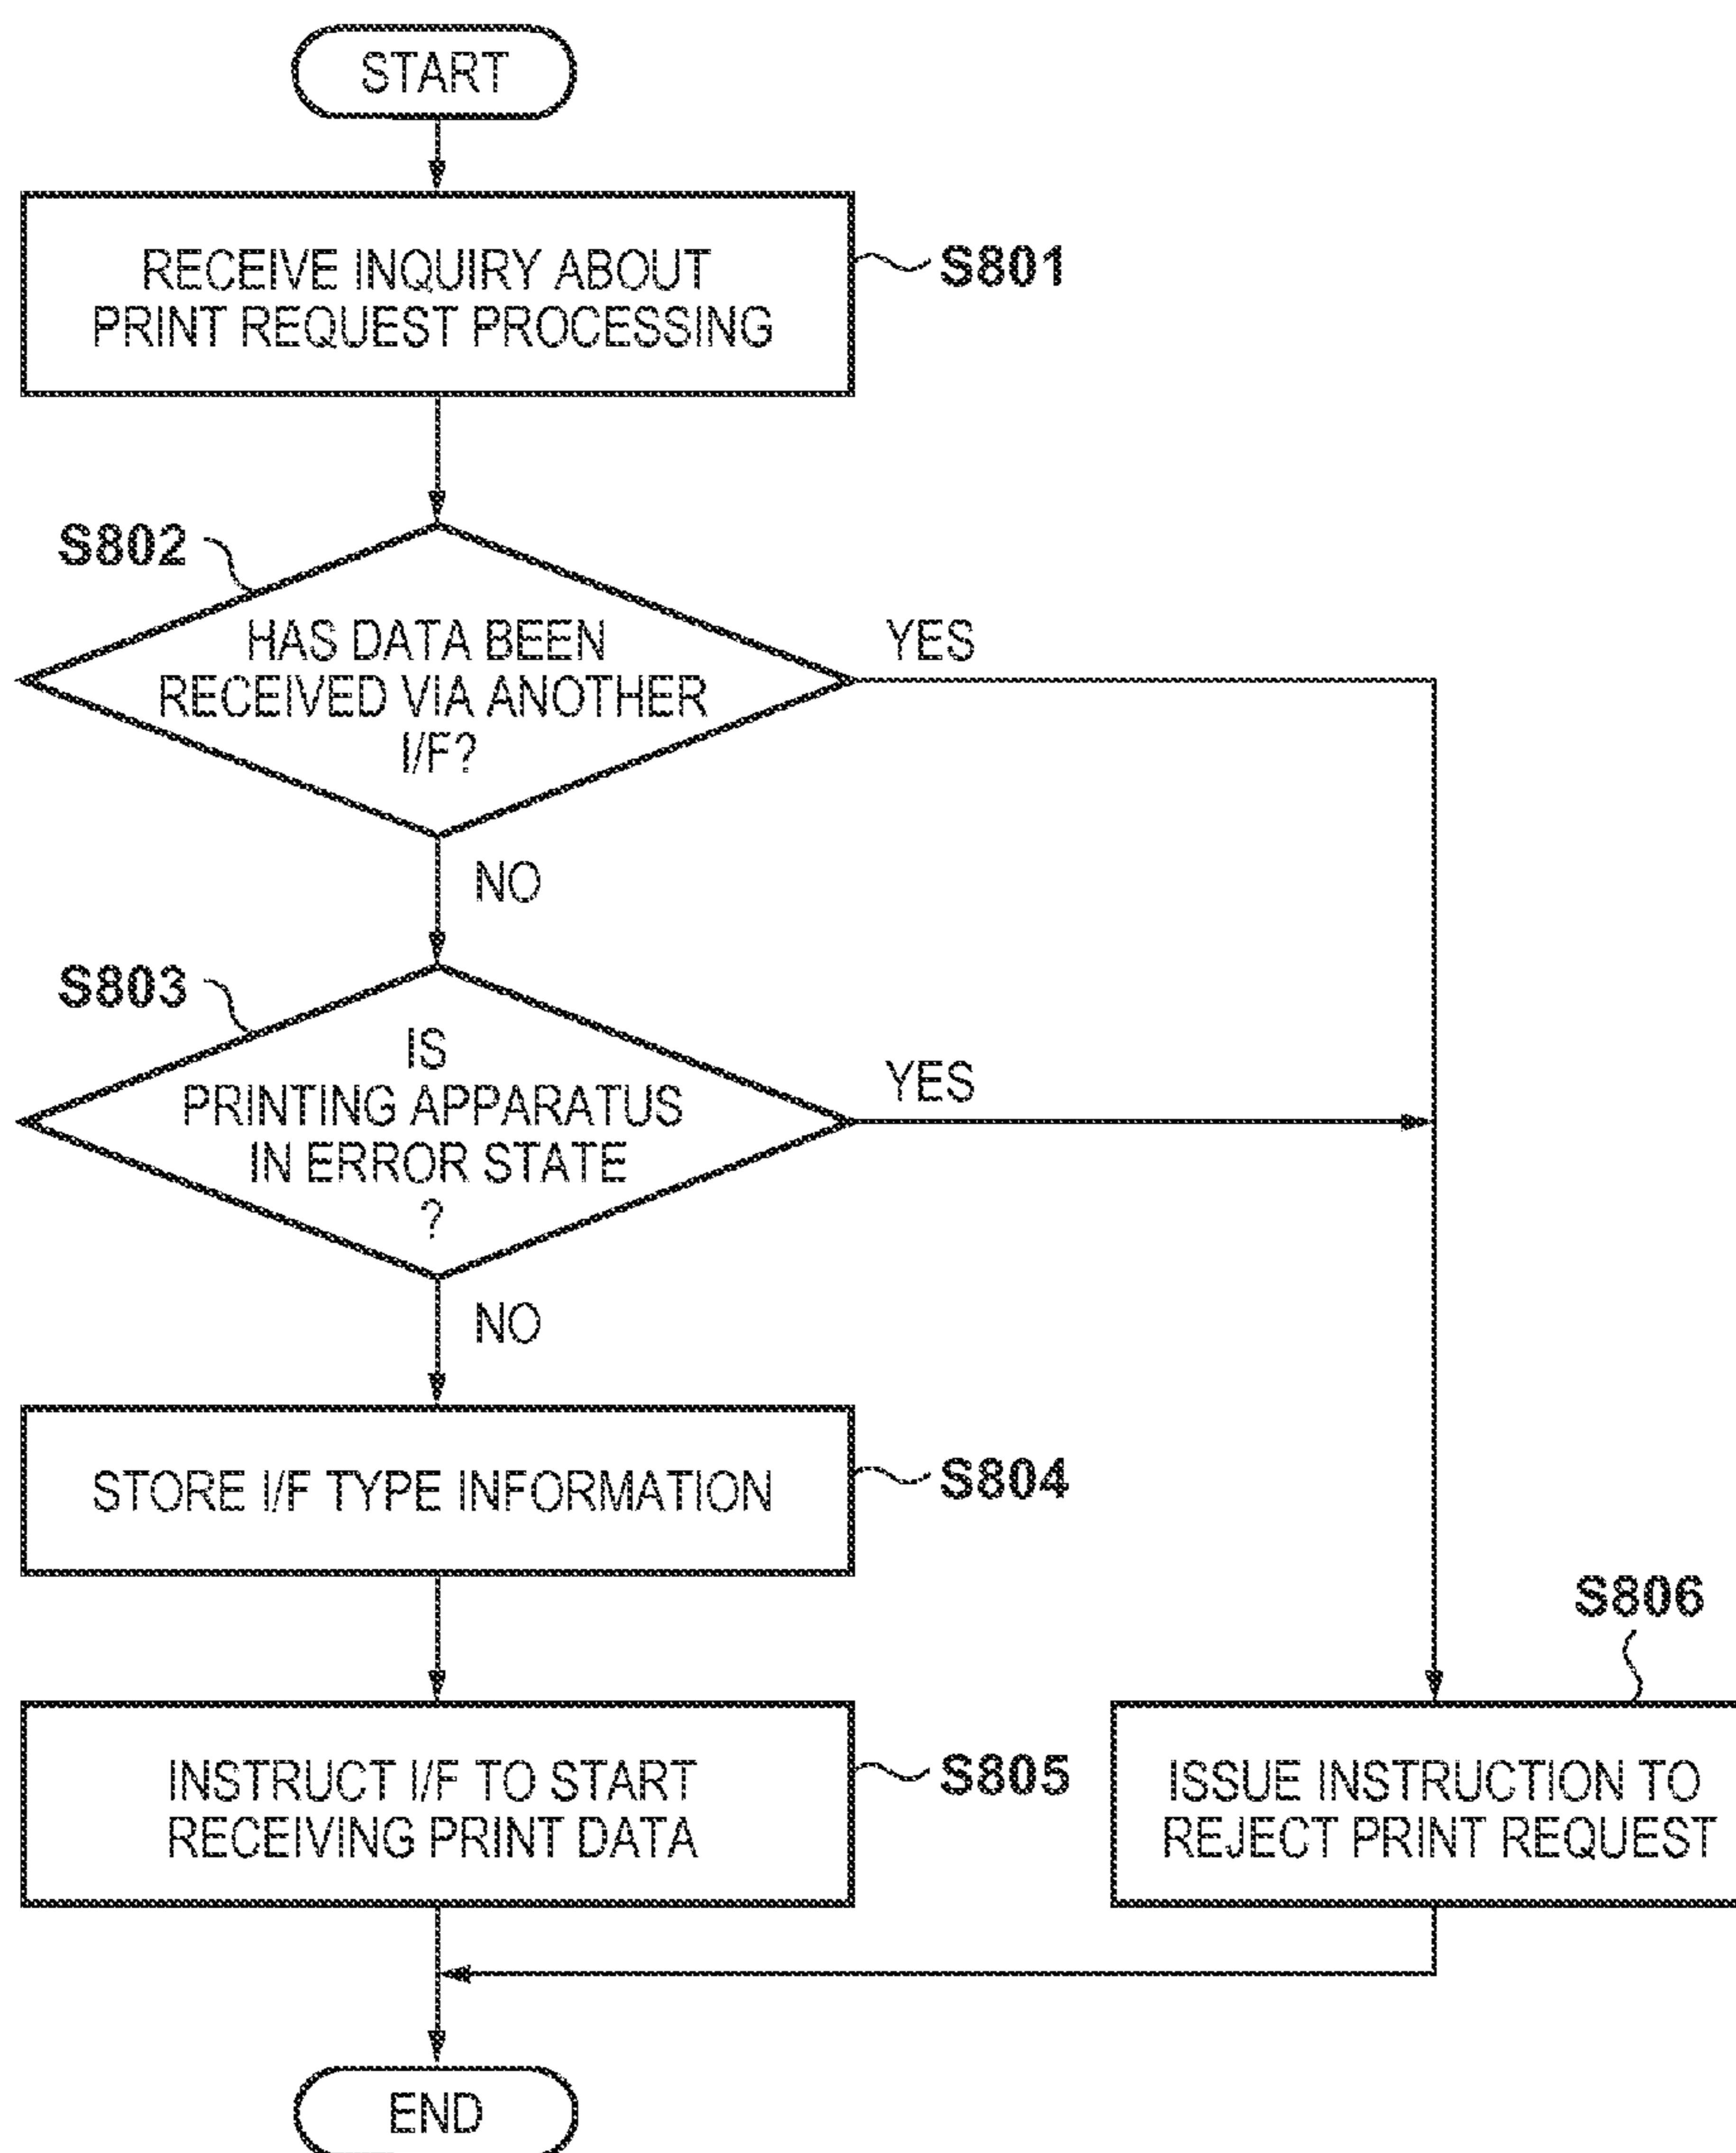 START
RECEIVE INQUIRY ABOUT
PRINT REQUEST PROCESSING
S801
S802
HAS DATA BEEN
RECEIVED VIA ANOTHER
I/F?
YES
NO
S803
IS
PRINTING APPARATUS
IN ERROR STATE
?
YES
NO
STORE I/F TYPE INFORMATION
S804
INSTRUCT I/F TO START
RECEIVING PRINT DATA
S805
S806
ISSUE INSTRUCTION TO
REJECT PRINT REQUEST
END